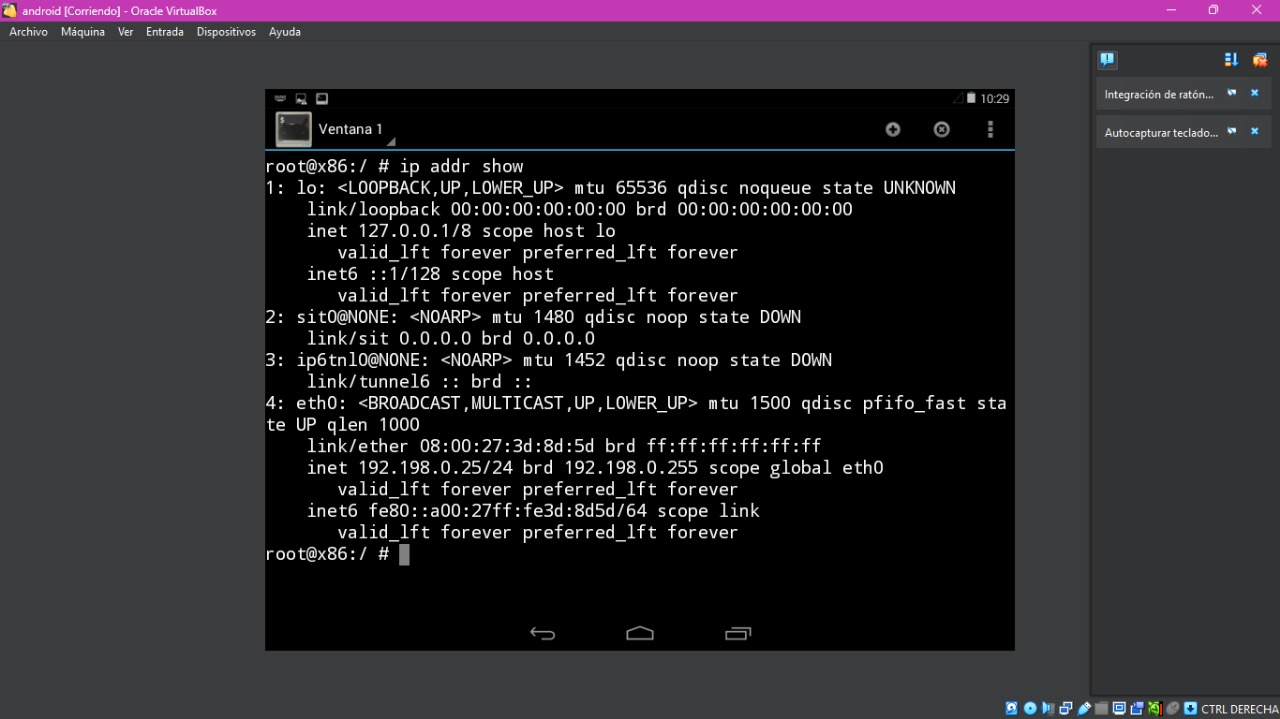 android [Corriendo] - Oracle VirtualBox
Archivo Máquina Ver Entrada Dispositivos Ayuda
Integración de ratón...
Autocapturar teclado...
10:29
Ventana 1
root@x86:/ # ip addr show
1: lo: <LOOPBACK,UP,LOWER_UP> mtu 65536 qdisc noqueue state UNKNOWN
link/loopback 00:00:00:00:00:00 brd 00:00:00:00:00:00
inet 127.0.0.1/8 scope host lo
valid_lft forever preferred_lft forever
inet6 ::1/128 scope host
valid_lft forever preferred_lft forever
2: sit0@NONE: <NOARP> mtu 1480 qdisc noop state DOWN
link/sit 0.0.0.0 brd 0.0.0.0
3: ip6tnl0@NONE: <NOARP> mtu 1452 qdisc noop state DOWN
link/tunnel6 :: brd ::
4: eth0: <BROADCAST,MULTICAST,UP,LOWER_UP> mtu 1500 qdisc pfifo_fast sta
te UP qlen 1000
link/ether 08:00:27:3d:8d:5d brd ff:ff:ff:ff:ff:ff
inet 192.198.0.25/24 brd 192.198.0.255 scope global eth0
valid_lft forever preferred_lft forever
inet6 fe80::a00:27ff:fe3d:8d5d/64 scope link
valid_lft forever preferred_lft forever
root@x86:/ #
CTRL DERECHA